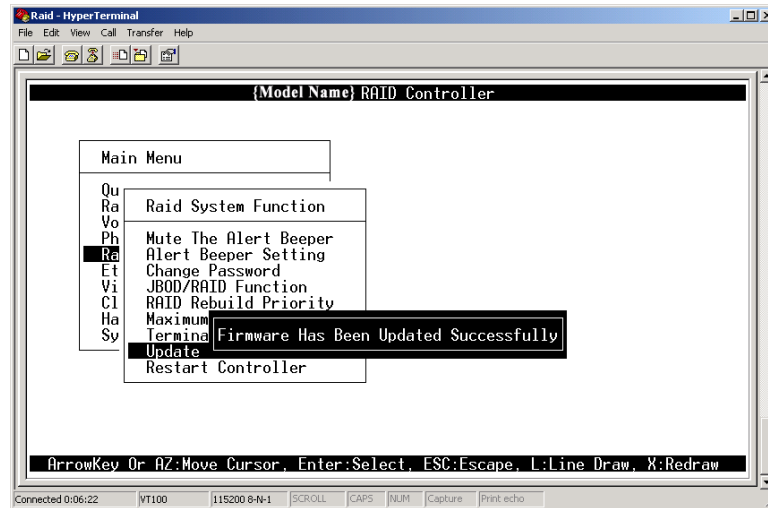 Raid - HyperTerminal
File Edit View Call Transfer Help
{Model Name} RAID Controller
Main Menu
Qu
Ra
Vo
Ph
Ra
Et
Vi
Cl
Ha
Sy
Raid System Function
Mute The Alert Beeper
Alert Beeper Setting
Change Password
JBOD/RAID Function
RAID Rebuild Priority
Maximum
Termina
Update
Restart Controller
Firmware Has Been Updated Successfully
ArrowKey Or AZ:Move Cursor, Enter:Select, ESC:Escape, L:Line Draw, X:Redraw
Connected 0:06:22 VT100 115200 8-N-1 SCROLL CAPS NUM Capture Print echo